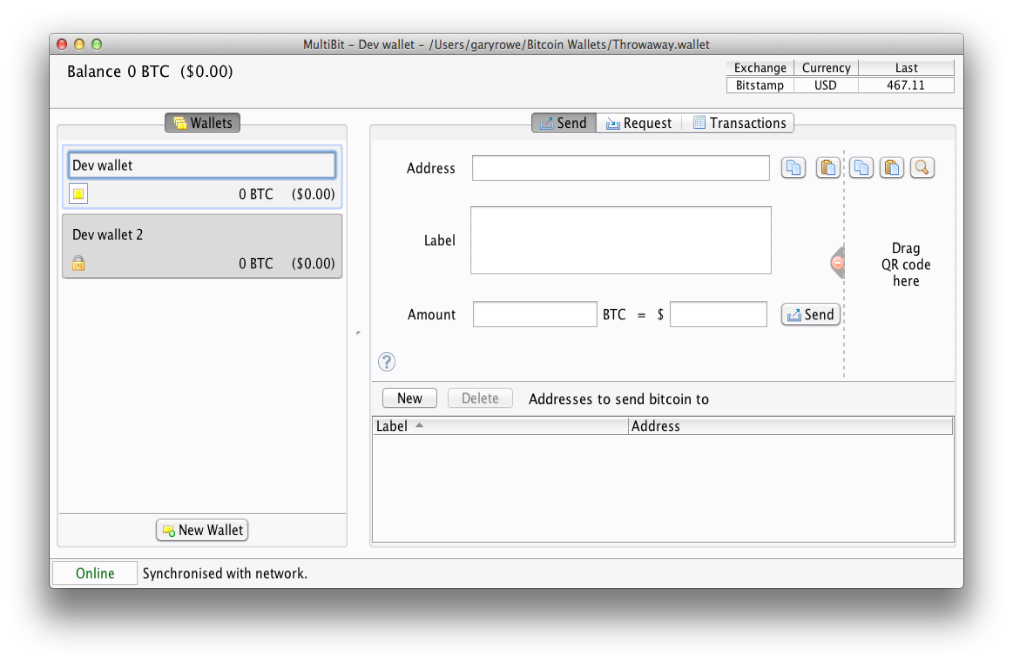 MultiBit - Dev wallet - /Users/garyrowe/Bitcoin Wallets/Throwaway.wallet
Balance 0 BTC ($0.00)
Exchange Currency Last
Bitstamp USD 467.11
Wallets
Send Request Transactions
Dev wallet
0 BTC ($0.00)
Dev wallet 2
0 BTC ($0.00)
New Wallet
Address
Label
Drag
QR code
here
Amount BTC = $ Send
?
New Delete Addresses to send bitcoin to
Label Address
Online Synchronised with network.